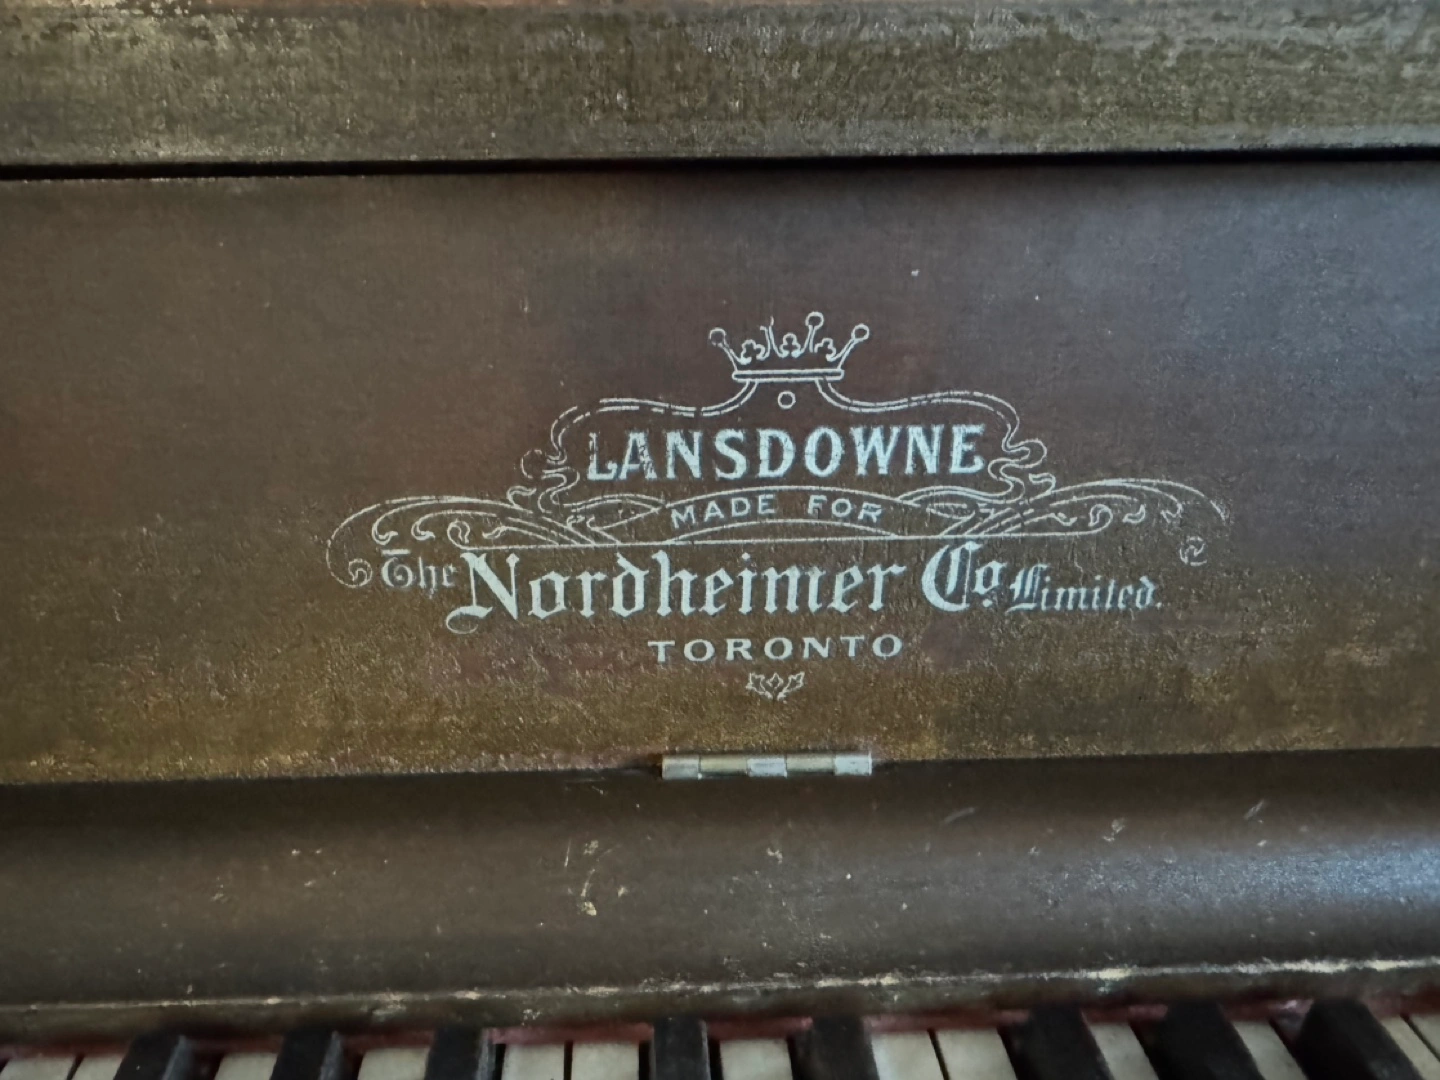 LANSDOWNE
MADE FOR
The Nordheimer Co. Limited.
TORONTO